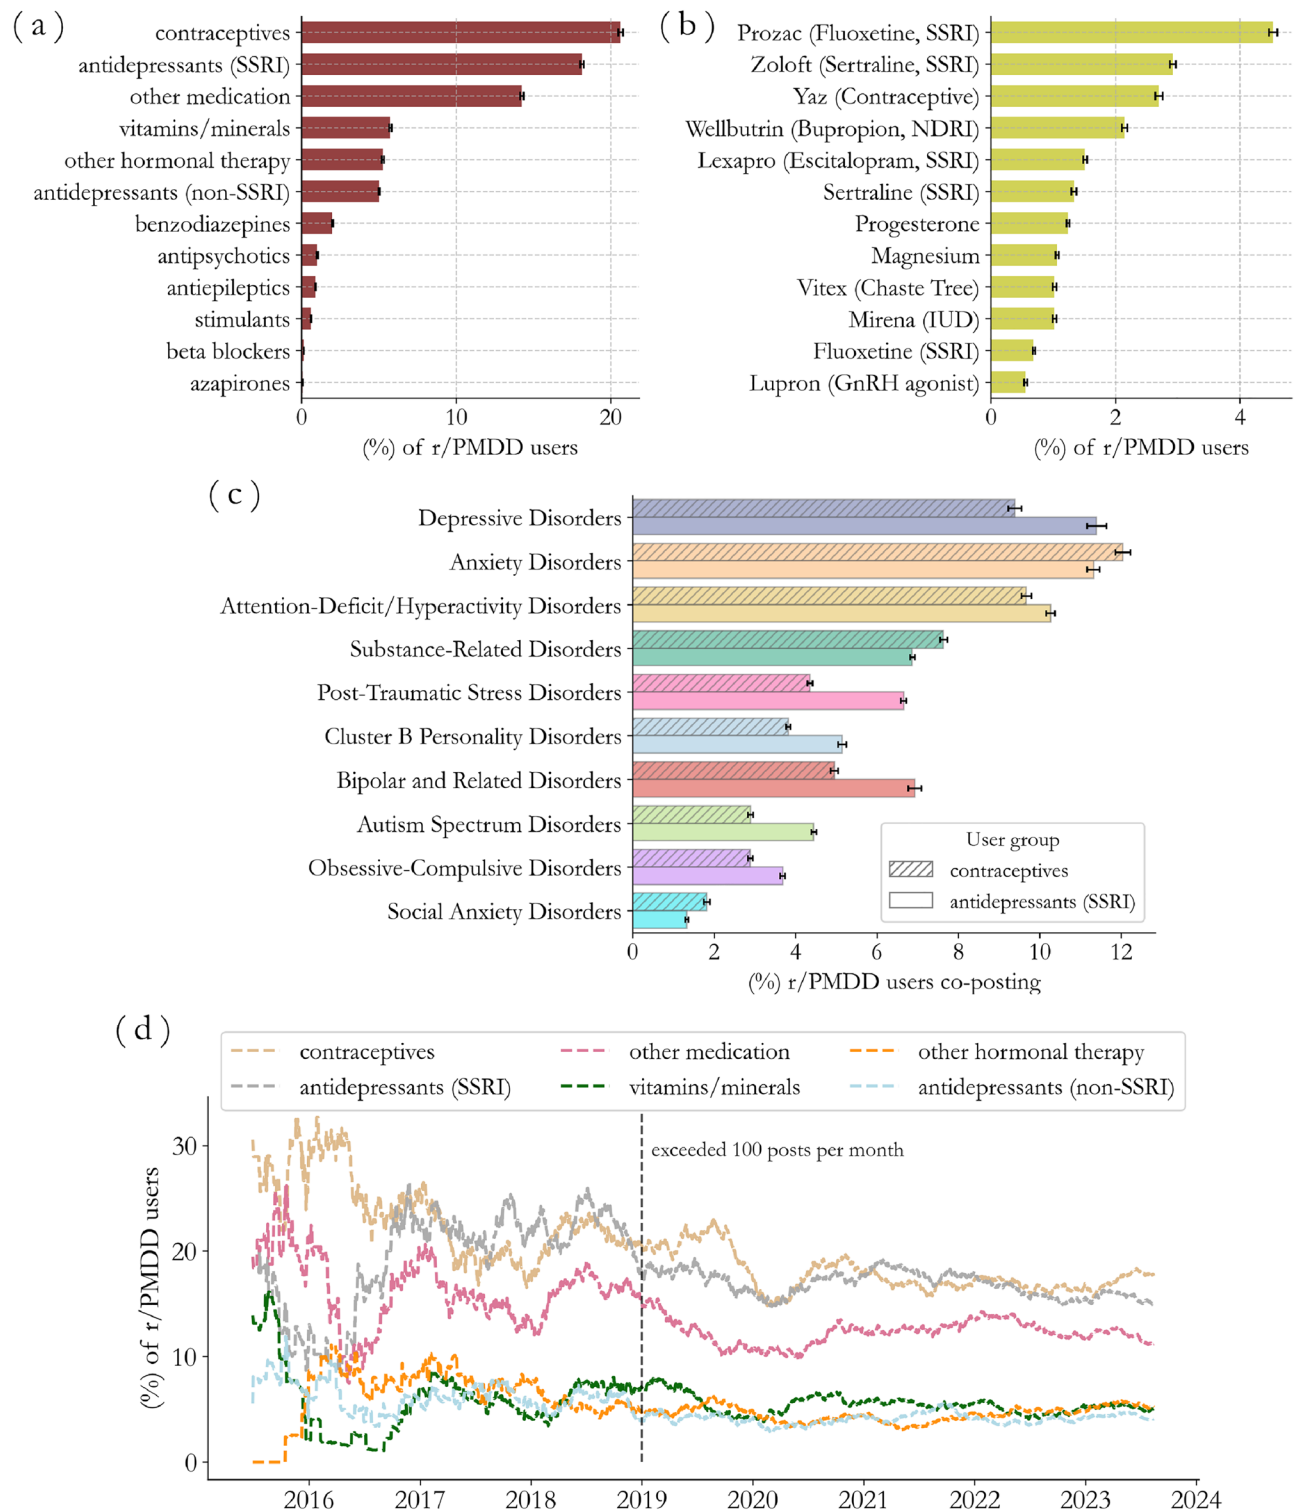 (a)
contraceptives
antidepressants (SSRI)
other medication
vitamins/minerals
other hormonal therapy
antidepressants (non-SSRI)
benzodiazepines
antipsychotics
antiepileptics
stimulants
beta blockers
azapirones
0 10 20
(%) of r/PMDD users
(b)
Prozac (Fluoxetine, SSRI)
Zoloft (Sertraline, SSRI)
Yaz (Contraceptive)
Wellbutrin (Bupropion, NDRI)
Lexapro (Escitalopram, SSRI)
Sertraline (SSRI)
Progesterone
Magnesium
Vitex (Chaste Tree)
Mirena (IUD)
Fluoxetine (SSRI)
Lupron (GnRH agonist)
0 2 4
(%) of r/PMDD users
(c)
Depressive Disorders
Anxiety Disorders
Attention-Deficit/Hyperactivity Disorders
Substance-Related Disorders
Post-Traumatic Stress Disorders
Cluster B Personality Disorders
Bipolar and Related Disorders
Autism Spectrum Disorders
Obsessive-Compulsive Disorders
Social Anxiety Disorders
User group
contraceptives
antidepressants (SSRI)
0 2 4 6 8 10 12
(%) r/PMDD users co-posting
(d)
contraceptives other medication other hormonal therapy
antidepressants (SSRI) vitamins/minerals antidepressants (non-SSRI)
exceeded 100 posts per month
(%) of r/PMDD users
30
20
10
0
2016 2017 2018 2019 2020 2021 2022 2023 2024